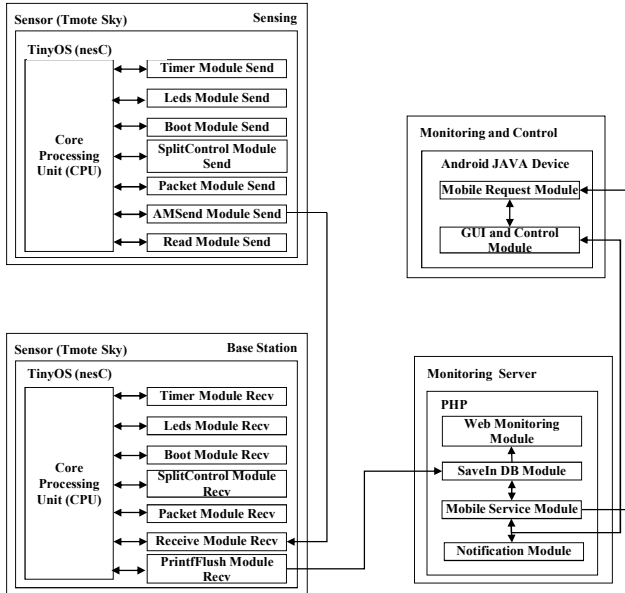 Sensor (Tmote Sky) Sensing
TinyOS (nesC)
Core
Processing
Unit (CPU)
Timer Module Send
Leds Module Send
Boot Module Send
SplitControl Module
Send
Packet Module Send
AMSend Module Send
Read Module Send
Monitoring and Control
Android JAVA Device
Mobile Request Module
GUI and Control
Module
Sensor (Tmote Sky) Base Station
TinyOS (nesC)
Core
Processing
Unit (CPU)
Timer Module Recv
Leds Module Recv
Boot Module Recv
SplitControl Module
Recv
Packet Module Recv
Receive Module Recv
PrintfFlush Module
Recv
Monitoring Server
PHP
Web Monitoring
Module
SaveIn DB Module
Mobile Service Module
Notification Module